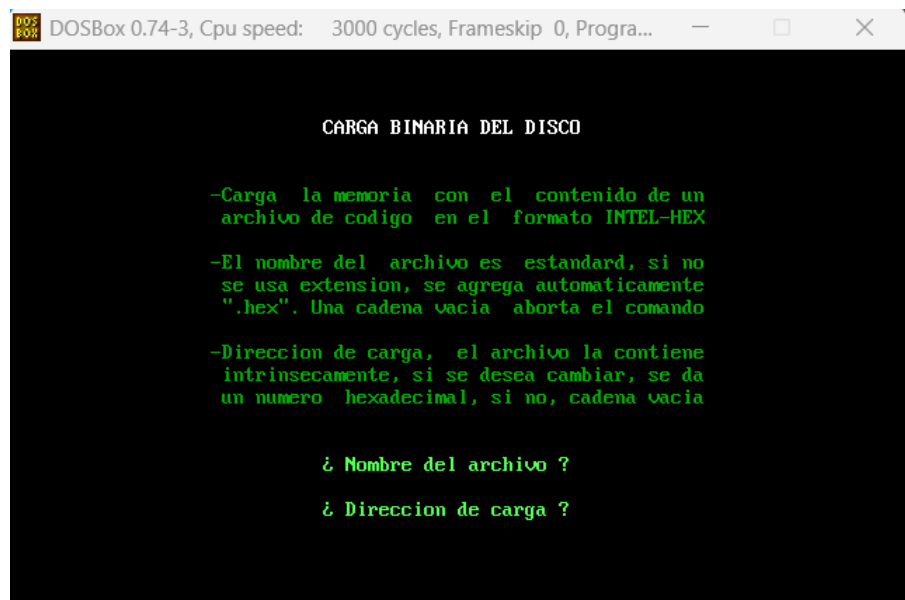 DOSBox 0.74-3, Cpu speed: 3000 cycles, Frameskip 0, Progra...
CARGA BINARIA DEL DISCO
-Carga la memoria con el contenido de un
archivo de codigo en el formato INTEL-HEX
-El nombre del archivo es estandard, si no
se usa extension, se agrega automaticamente
".hex". Una cadena vacia aborta el comando
-Direccion de carga, el archivo la contiene
intrinsecamente, si se desea cambiar, se da
un numero hexadecimal, si no, cadena vacia
¿ Nombre del archivo ?
¿ Direccion de carga ?